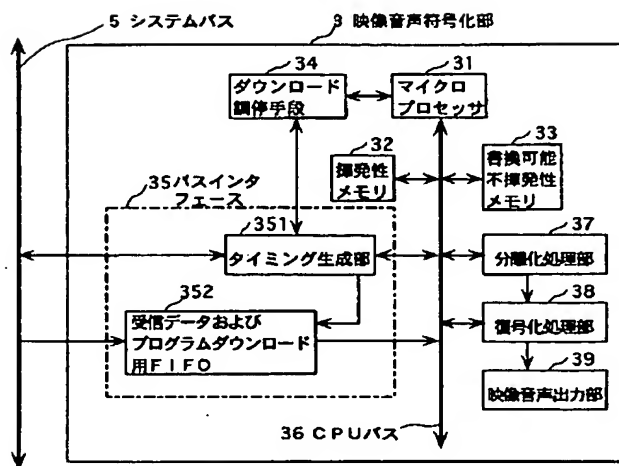 5 システムバス
3 映像音声符号化部
34
ダウンロード
調停手段
31
マイクロ
プロセッサ
32
揮発性
メモリ
33
書換可能
不揮発性
メモリ
35バスインタ
フェース
351
タイミング生成部
352
受信データおよび
プログラムダウンロード
用FIFO
37
分離化処理部
38
復号化処理部
39
映像音声出力部
36 CPUバス